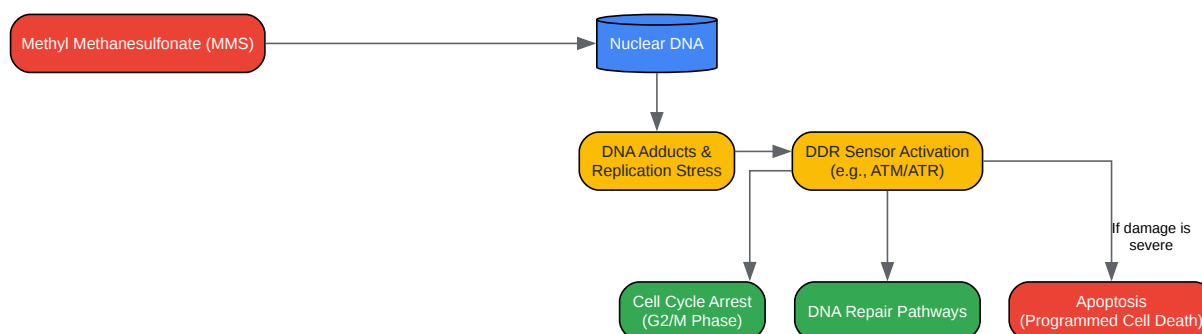 Methyl Methanesulfonate (MMS)
Nuclear DNA
DNA Adducts &
Replication Stress
DDR Sensor Activation
(e.g., ATM/ATR)
If damage is
severe
Cell Cycle Arrest
(G2/M Phase)
DNA Repair Pathways
Apoptosis
(Programmed Cell Death)